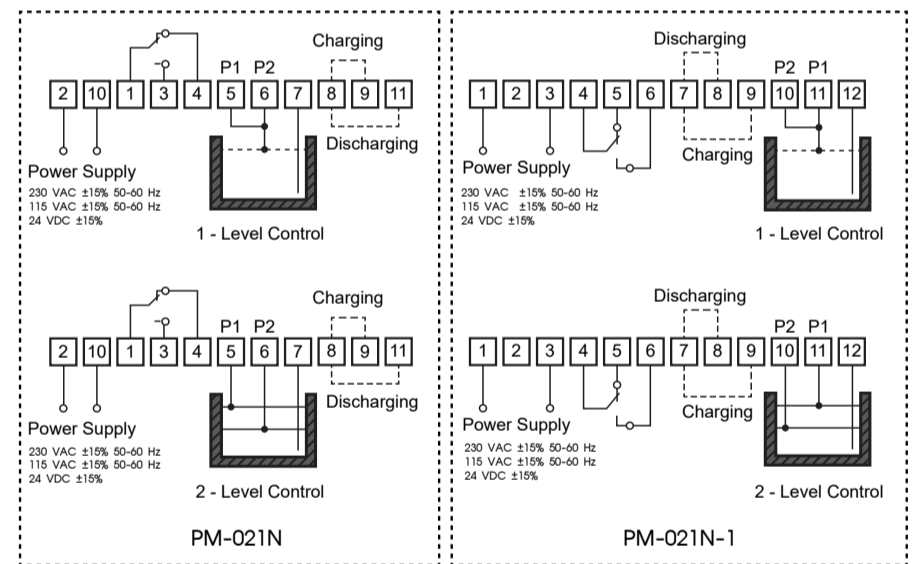 Charging
P1 P2
2 10 1 3 4 5 6 7 8 9 11
Discharging
Power Supply
230 VAC ±15% 50-60 Hz
115 VAC ±15% 50-60 Hz
24 VDC ±15%
1 - Level Control
Charging
P1 P2
2 10 1 3 4 5 6 7 8 9 11
Discharging
Power Supply
230 VAC ±15% 50-60 Hz
115 VAC ±15% 50-60 Hz
24 VDC ±15%
2 - Level Control
PM-021N
Discharging
P2 P1
1 2 3 4 5 6 7 8 9 10 11 12
Charging
Power Supply
230 VAC ±15% 50-60 Hz
115 VAC ±15% 50-60 Hz
24 VDC ±15%
1 - Level Control
Discharging
P2 P1
1 2 3 4 5 6 7 8 9 10 11 12
Charging
Power Supply
230 VAC ±15% 50-60 Hz
115 VAC ±15% 50-60 Hz
24 VDC ±15%
2 - Level Control
PM-021N-1